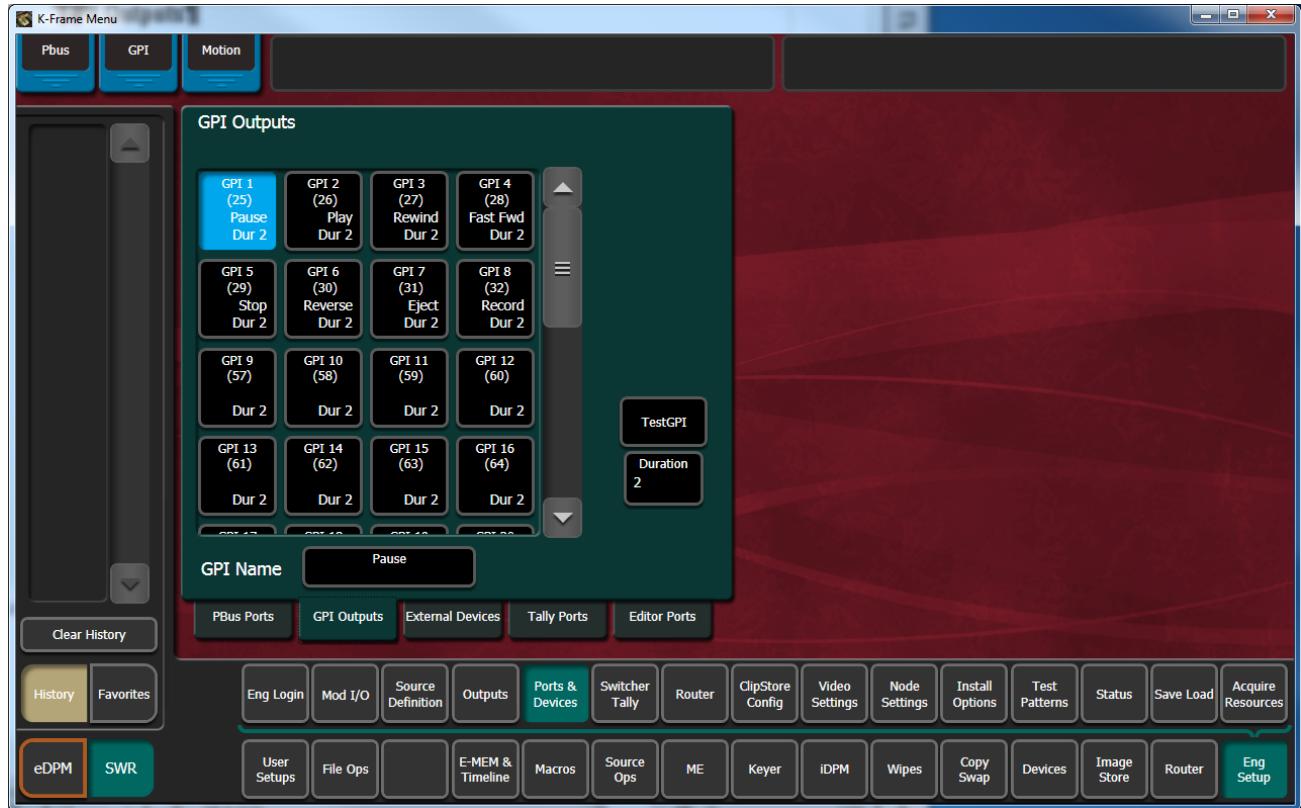 K-Frame Menu
Pbus
GPI
Motion
GPI Outputs
GPI 1
(25)
Pause
Dur 2
GPI 2
(26)
Play
Dur 2
GPI 3
(27)
Rewind
Dur 2
GPI 4
(28)
Fast Fwd
Dur 2
GPI 5
(29)
Stop
Dur 2
GPI 6
(30)
Reverse
Dur 2
GPI 7
(31)
Eject
Dur 2
GPI 8
(32)
Record
Dur 2
GPI 9
(57)
Dur 2
GPI 10
(58)
Dur 2
GPI 11
(59)
Dur 2
GPI 12
(60)
Dur 2
GPI 13
(61)
Dur 2
GPI 14
(62)
Dur 2
GPI 15
(63)
Dur 2
GPI 16
(64)
Dur 2
TestGPI
Duration
2
GPI Name
Pause
PBus Ports
GPI Outputs
External Devices
Tally Ports
Editor Ports
Clear History
History
Favorites
Eng Login
Mod I/O
Source
Definition
Outputs
Ports &
Devices
Switcher
Tally
Router
ClipStore
Config
Video
Settings
Node
Settings
Install
Options
Test
Patterns
Status
Save Load
Acquire
Resources
eDPM
SWR
User
Setups
File Ops
E-MEM &
Timeline
Macros
Source
Ops
ME
Keyer
iDPM
Wipes
Copy
Swap
Devices
Image
Store
Router
Eng
Setup